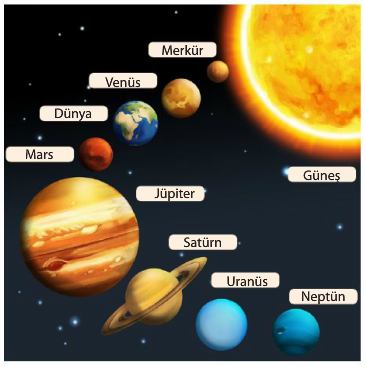 Merkür
Venüs
Dünya
Mars
Güneş
Jüpiter
Satürn
Uranüs
Neptün